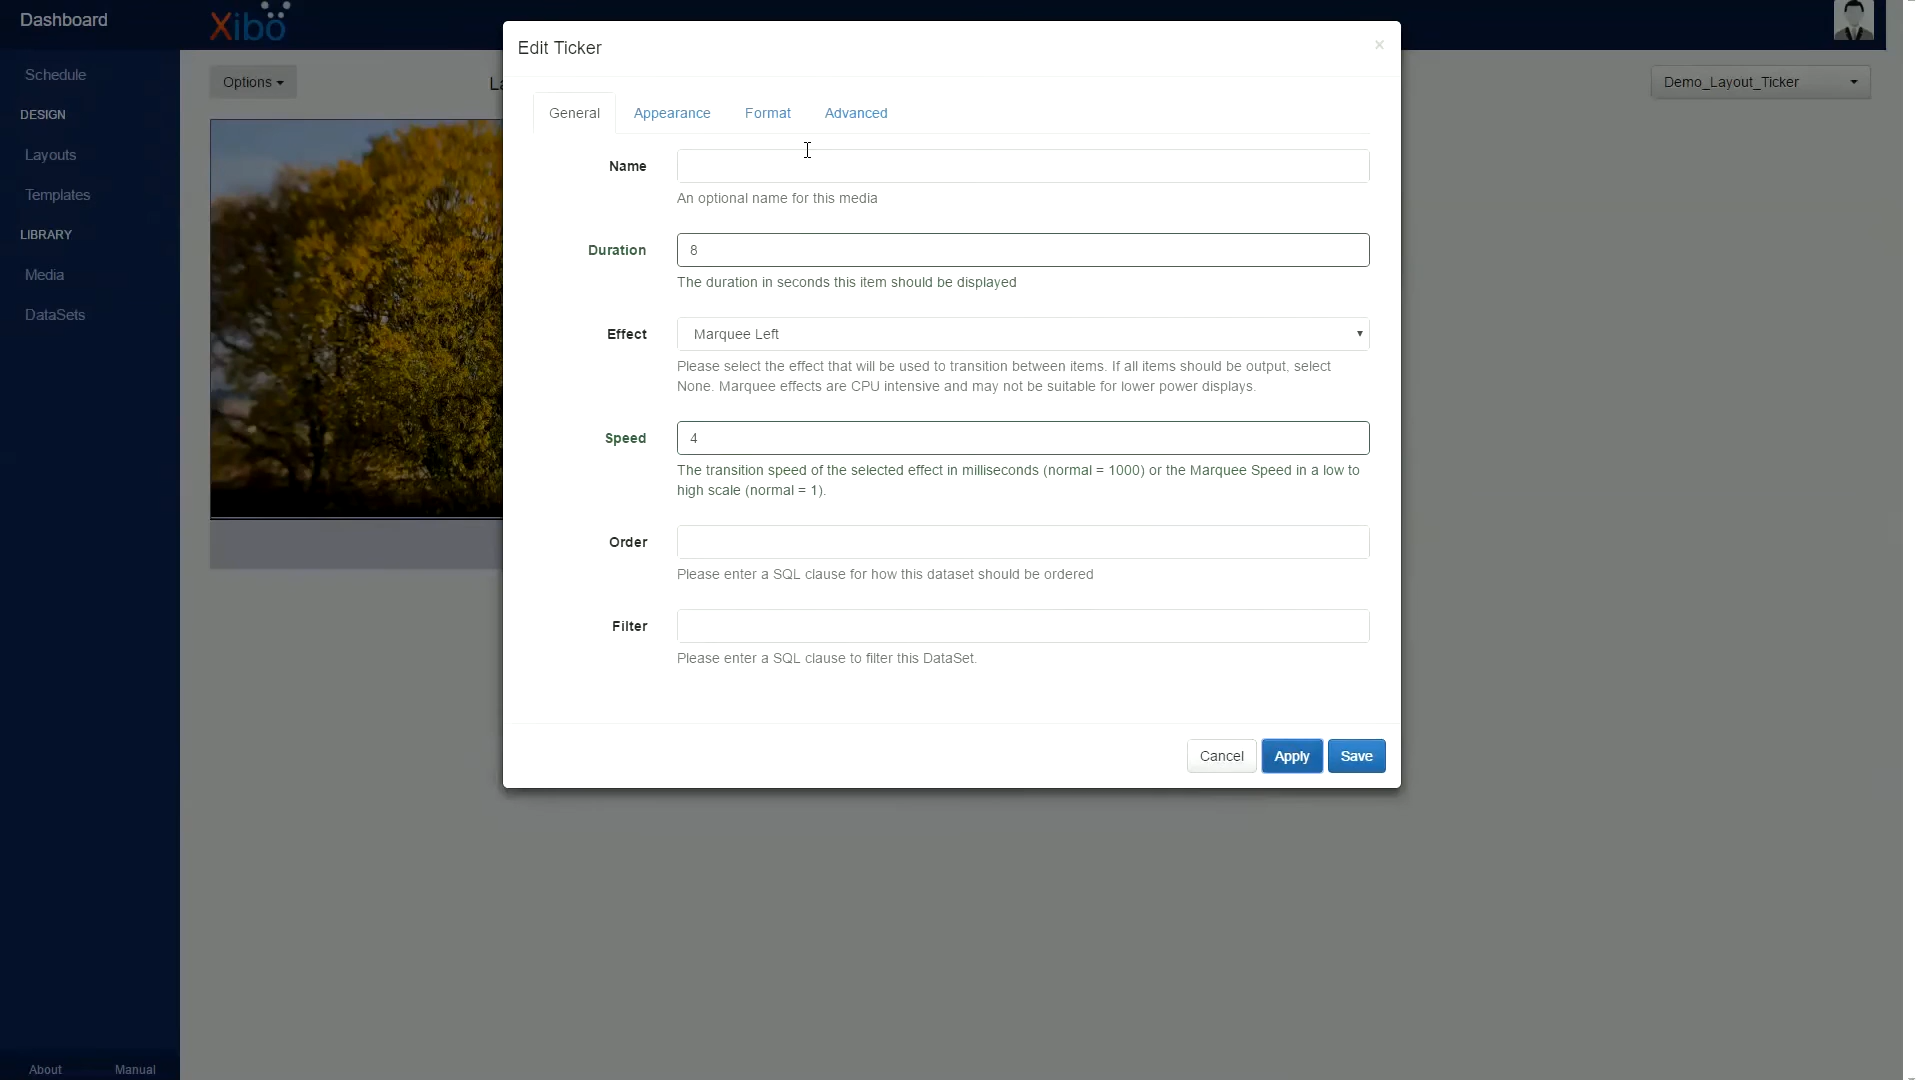 Dashboard
Xibo
Schedule
DESIGN
Layouts
Templates
LIBRARY
Media
DataSets
About Manual
Options
Demo_Layout_Ticker
Edit Ticker
×
General Appearance Format Advanced
Name
An optional name for this media
Duration 8
The duration in seconds this item should be displayed
Effect Marquee Left
Please select the effect that will be used to transition between items. If all items should be output, select
None. Marquee effects are CPU intensive and may not be suitable for lower power displays.
Speed 4
The transition speed of the selected effect in milliseconds (normal = 1000) or the Marquee Speed in a low to
high scale (normal = 1).
Order
Please enter a SQL clause for how this dataset should be ordered
Filter
Please enter a SQL clause to filter this DataSet.
Cancel Apply Save